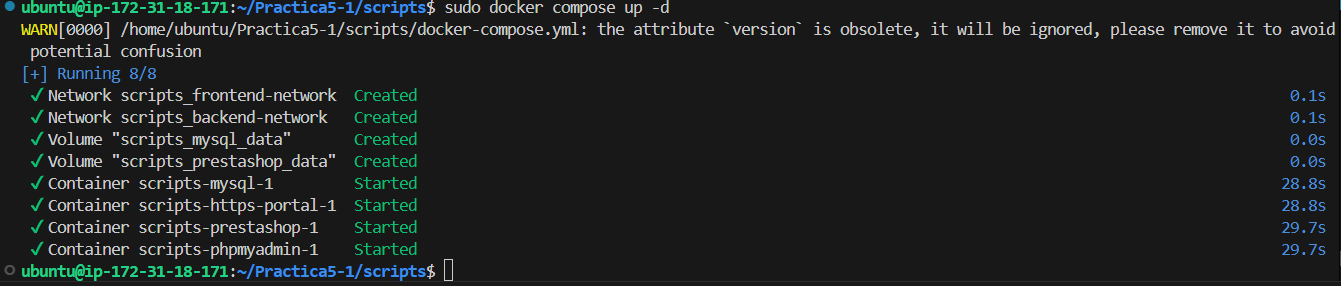 ubuntu@ip-172-31-18-171:~/Practica5-1/scripts$ sudo docker compose up -d
WARN[0000] /home/ubuntu/Practica5-1/scripts/docker-compose.yml: the attribute `version` is obsolete, it will be ignored, please remove it to avoid
potential confusion
[+] Running 8/8
✓ Network scripts_frontend-network Created 0.1s
✓ Network scripts_backend-network Created 0.1s
✓ Volume "scripts_mysql_data" Created 0.0s
✓ Volume "scripts_prestashop_data" Created 0.0s
✓ Container scripts-mysql-1 Started 28.8s
✓ Container scripts-https-portal-1 Started 28.8s
✓ Container scripts-prestashop-1 Started 29.7s
✓ Container scripts-phpmyadmin-1 Started 29.7s
ubuntu@ip-172-31-18-171:~/Practica5-1/scripts$